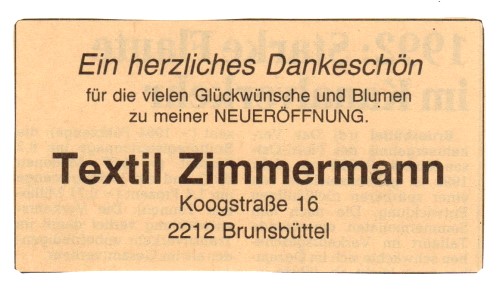 Ein herzliches Dankeschön
für die vielen Glückwünsche und Blumen
zu meiner NEUERÖFFNUNG.
Textil Zimmermann
Koogstraße 16
2212 Brunsbüttel